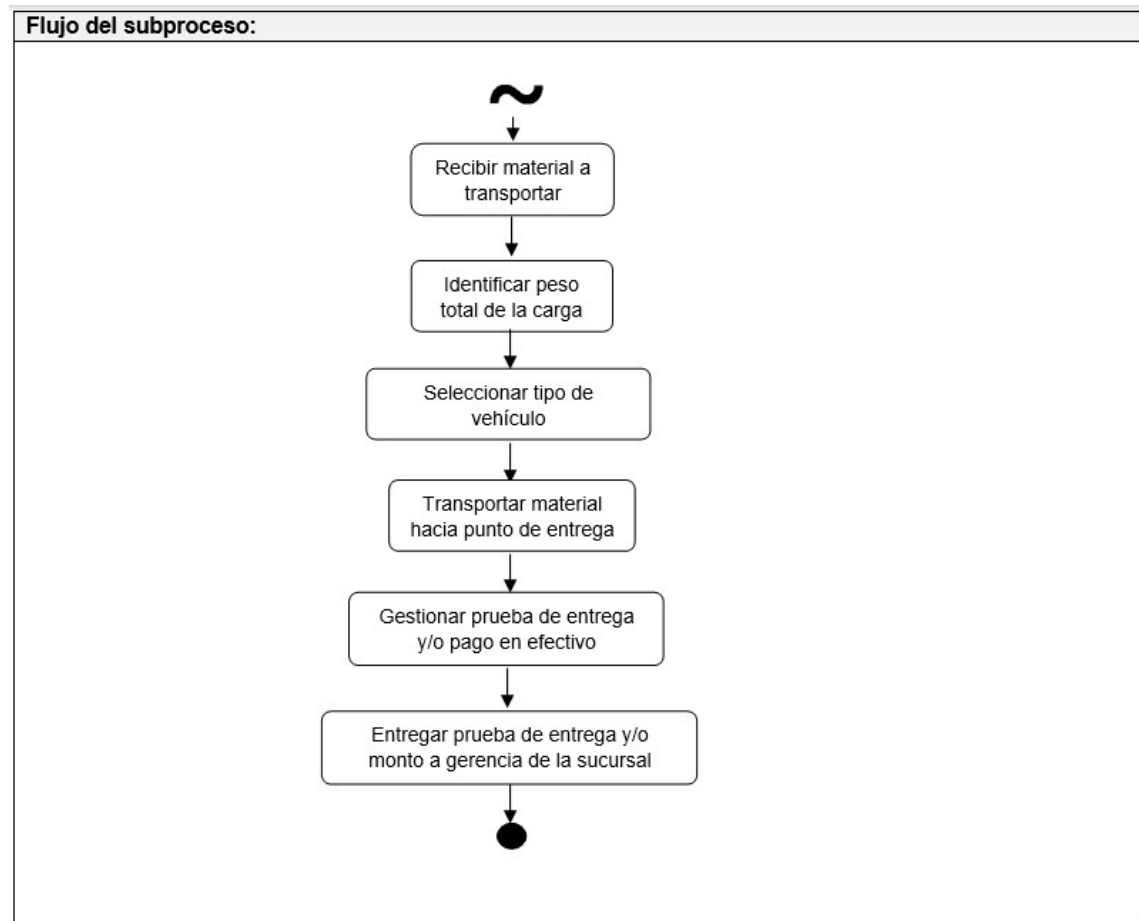 Flujo del subproceso:
Recibir material a
transportar
Identificar peso
total de la carga
Seleccionar tipo de
vehículo
Transportar material
hacia punto de entrega
Gestionar prueba de entrega
y/o pago en efectivo
Entregar prueba de entrega y/o
monto a gerencia de la sucursal